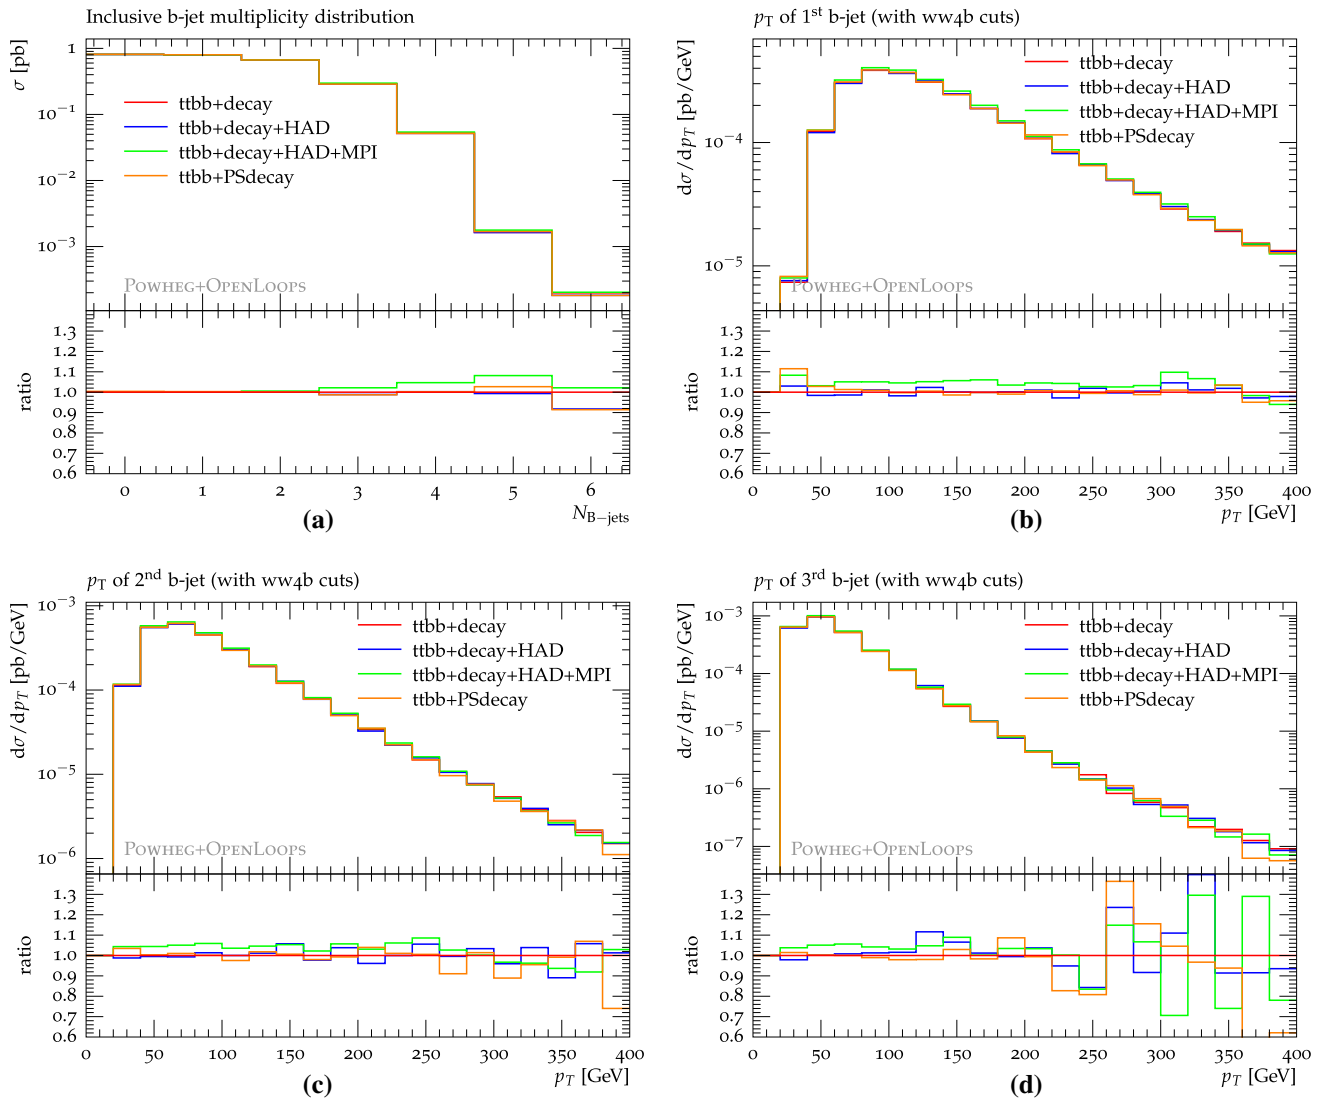 Inclusive b-jet multiplicity distribution
σ [pb]
1
10⁻¹
10⁻²
10⁻³
ttbb+decay
ttbb+decay+HAD
ttbb+decay+HAD+MPI
ttbb+PSdecay
Powheg+OpenLoops
ratio
1.3
1.2
1.1
1.0
0.9
0.8
0.7
0.6
0 1 2 3 4 5 6
N_B−jets
(a)
p_T of 1st b-jet (with ww4b cuts)
dσ/dp_T [pb/GeV]
10⁻⁴
10⁻⁵
ttbb+decay
ttbb+decay+HAD
ttbb+decay+HAD+MPI
ttbb+PSdecay
Powheg+OpenLoops
ratio
1.3
1.2
1.1
1.0
0.9
0.8
0.7
0.6
0 50 100 150 200 250 300 350 400
p_T [GeV]
(b)
p_T of 2nd b-jet (with ww4b cuts)
dσ/dp_T [pb/GeV]
10⁻³
10⁻⁴
10⁻⁵
10⁻⁶
ttbb+decay
ttbb+decay+HAD
ttbb+decay+HAD+MPI
ttbb+PSdecay
Powheg+OpenLoops
ratio
1.3
1.2
1.1
1.0
0.9
0.8
0.7
0.6
0 50 100 150 200 250 300 350 400
p_T [GeV]
(c)
p_T of 3rd b-jet (with ww4b cuts)
dσ/dp_T [pb/GeV]
10⁻³
10⁻⁴
10⁻⁵
10⁻⁶
10⁻⁷
ttbb+decay
ttbb+decay+HAD
ttbb+decay+HAD+MPI
ttbb+PSdecay
Powheg+OpenLoops
ratio
1.3
1.2
1.1
1.0
0.9
0.8
0.7
0.6
0 50 100 150 200 250 300 350 400
p_T [GeV]
(d)